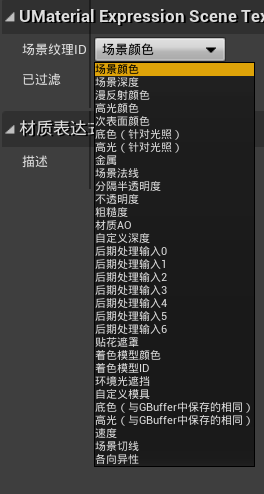 UMaterial Expression Scene Tex
场景纹理ID
场景颜色
已过滤
场景颜色
场景深度
漫反射颜色
高光颜色
次表面颜色
底色（针对光照）
高光（针对光照）
金属
场景法线
分隔半透明度
不透明度
粗糙度
材质AO
自定义深度
后期处理输入0
后期处理输入1
后期处理输入2
后期处理输入3
后期处理输入4
后期处理输入5
后期处理输入6
贴花遮罩
着色模型颜色
着色模型ID
环境光遮挡
自定义模具
底色（与GBuffer中保存的相同）
高光（与GBuffer中保存的相同）
速度
场景切线
各向异性
材质表达式
描述